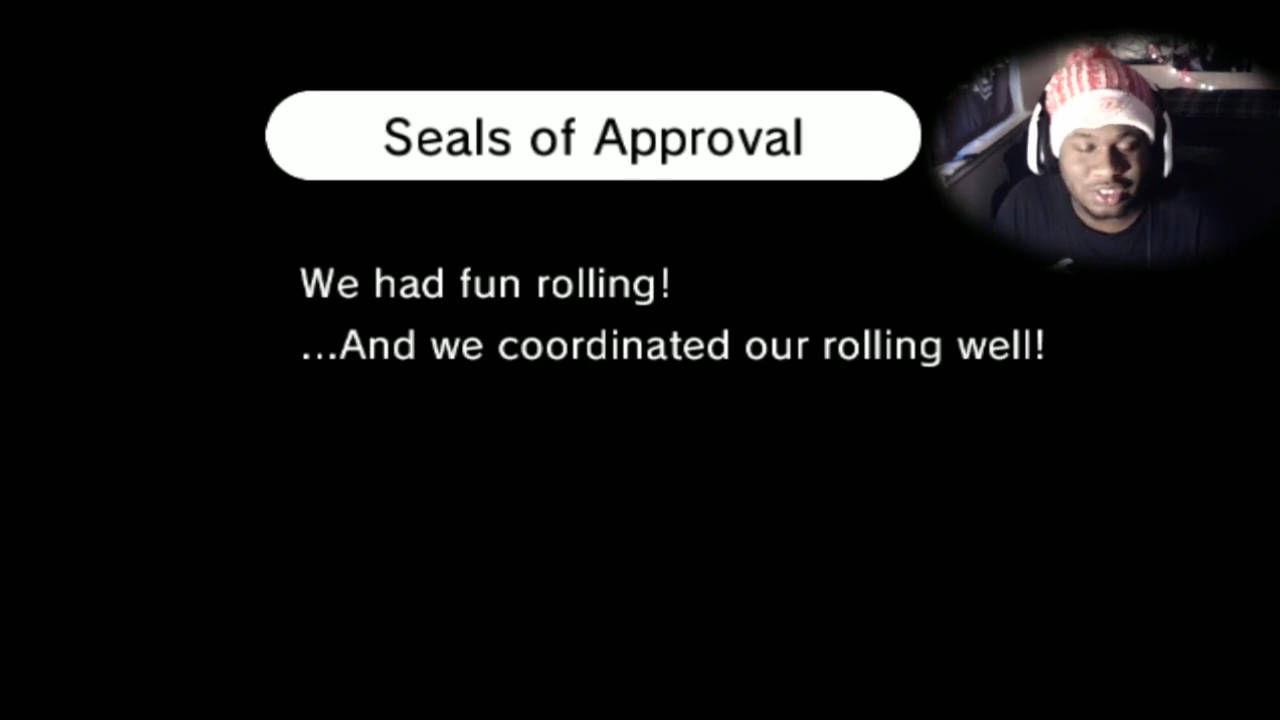 Seals of Approval
We had fun rolling!
...And we coordinated our rolling well!